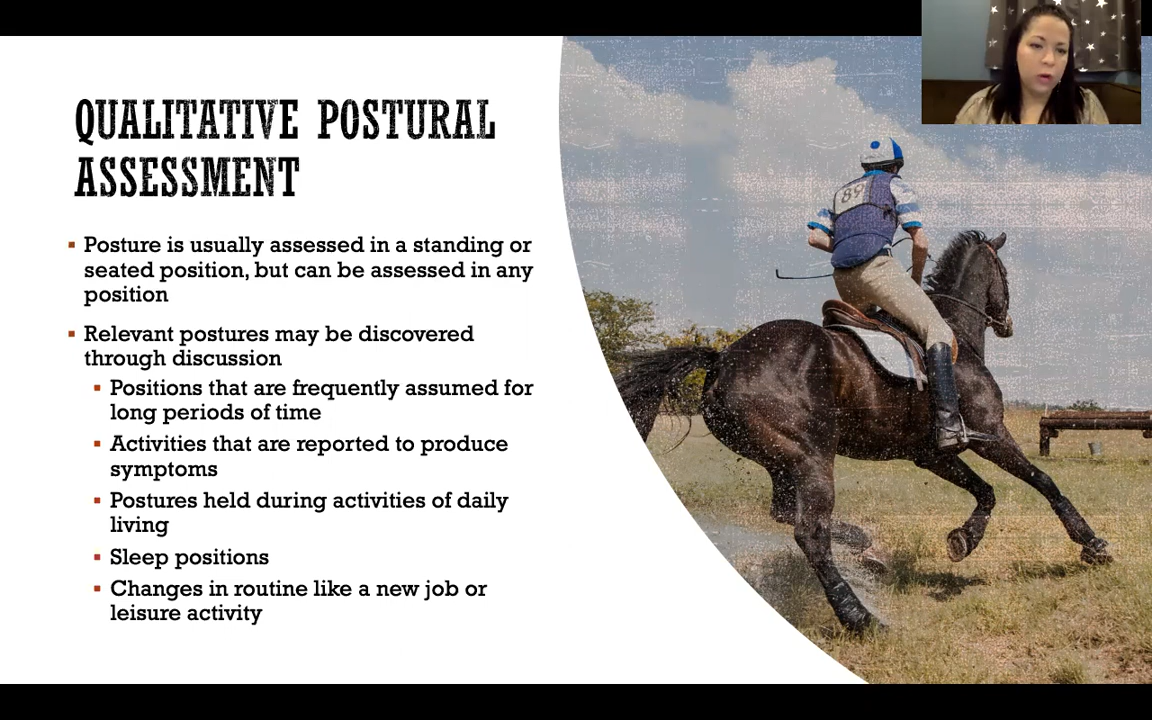 QUALITATIVE POSTURAL
ASSESSMENT
▪ Posture is usually assessed in a standing or
seated position, but can be assessed in any
position
▪ Relevant postures may be discovered
through discussion
▪ Positions that are frequently assumed for
long periods of time
▪ Activities that are reported to produce
symptoms
▪ Postures held during activities of daily
living
▪ Sleep positions
▪ Changes in routine like a new job or
leisure activity
89